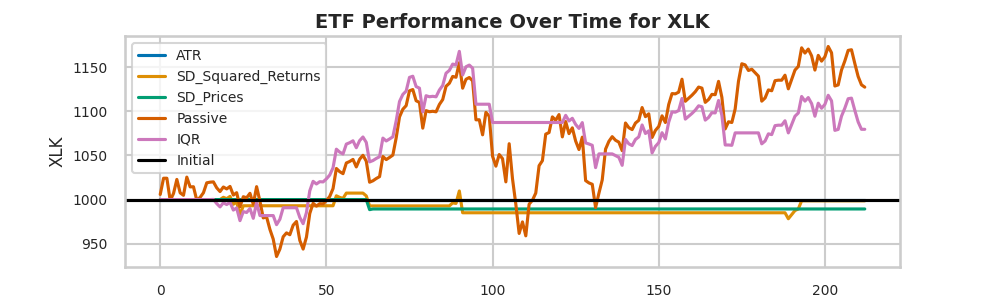 ETF Performance Over Time for XLK
ATR
SD_Squared_Returns
SD_Prices
Passive
IQR
Initial
1150
1100
1050
1000
950
XLK
0 50 100 150 200